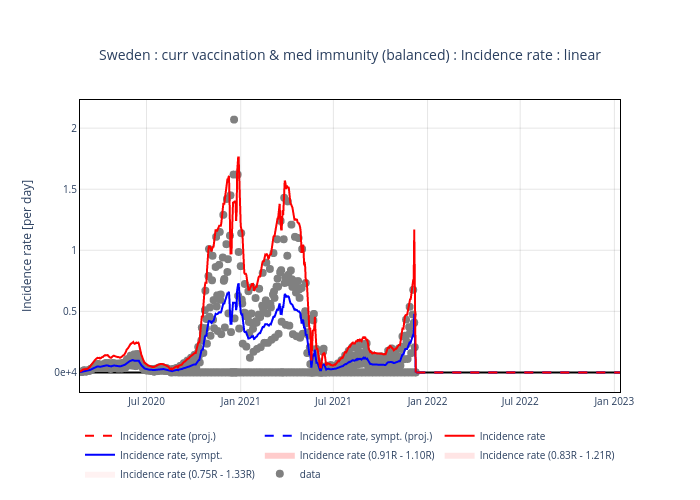 Sweden : curr vaccination & med immunity (balanced) : Incidence rate : linear
Incidence rate [per day]
2
1.5
1
0.5
0e+4
Jul 2020 Jan 2021 Jul 2021 Jan 2022 Jul 2022 Jan 2023
Incidence rate (proj.) Incidence rate, sympt. (proj.) Incidence rate
Incidence rate, sympt. Incidence rate (0.91R - 1.10R) Incidence rate (0.83R - 1.21R)
Incidence rate (0.75R - 1.33R) data